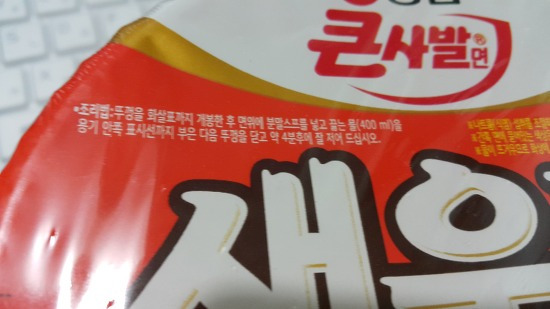 큰사발면
•조리법:뚜껑을 화살표까지 개봉한 후 면위에 분말스프를 넣고 끓는 물(400 ml)을
용기 안쪽 표시선까지 부은 다음 뚜껑을 닫고 약 4분후에 잘 저어 드십시오.
새우